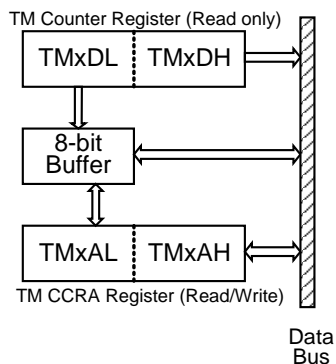 TM Counter Register (Read only)
TMxDL TMxDH
8-bit
Buffer
TMxAL TMxAH
TM CCRA Register (Read/Write)
Data
Bus